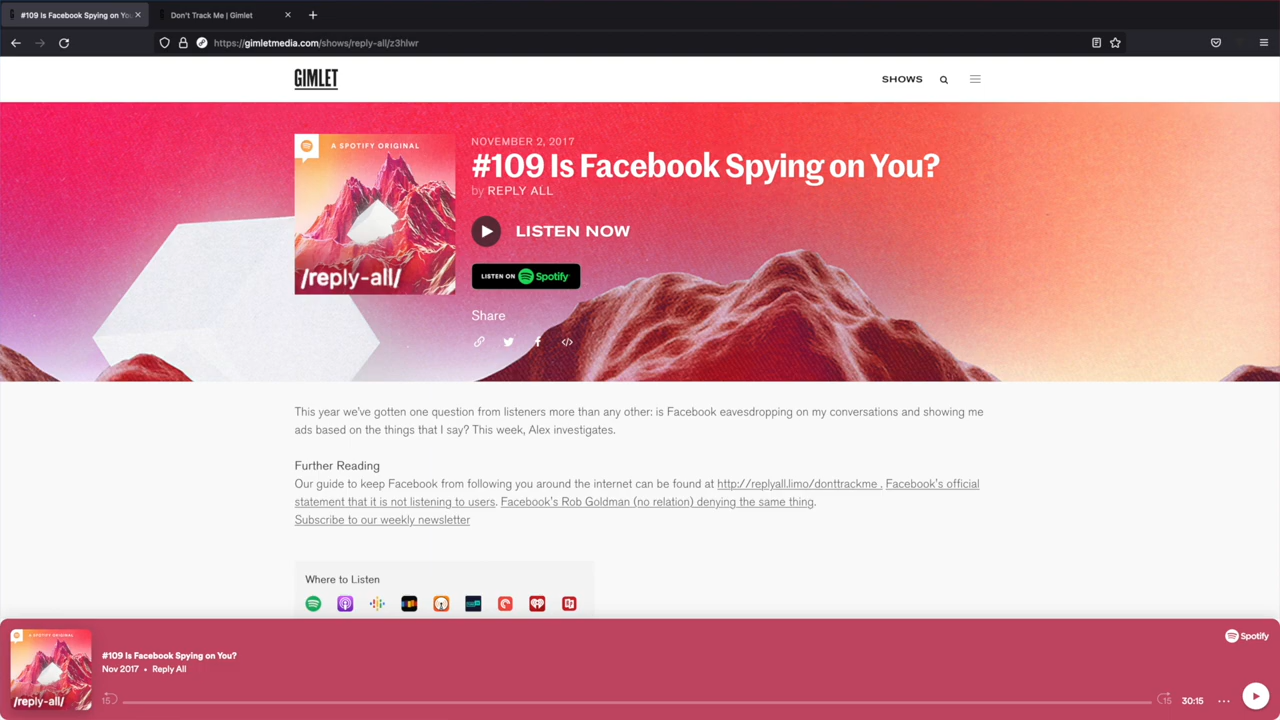 #109 Is Facebook Spying on You
Don't Track Me | Gimlet
https://gimletmedia.com/shows/reply-all/z3hlwr
GIMLET
SHOWS
A SPOTIFY ORIGINAL
/reply-all/
NOVEMBER 2, 2017
#109 Is Facebook Spying on You?
by REPLY ALL
LISTEN NOW
LISTEN ON Spotify
Share
This year we've gotten one question from listeners more than any other: is Facebook eavesdropping on my conversations and showing me
ads based on the things that I say? This week, Alex investigates.
Further Reading
Our guide to keep Facebook from following you around the internet can be found at http://replyall.limo/donttrackme . Facebook's official
statement that it is not listening to users. Facebook's Rob Goldman (no relation) denying the same thing.
Subscribe to our weekly newsletter
Where to Listen
A SPOTIFY ORIGINAL
/reply-all/
#109 Is Facebook Spying on You?
Nov 2017 • Reply All
Spotify
15
15
30:15